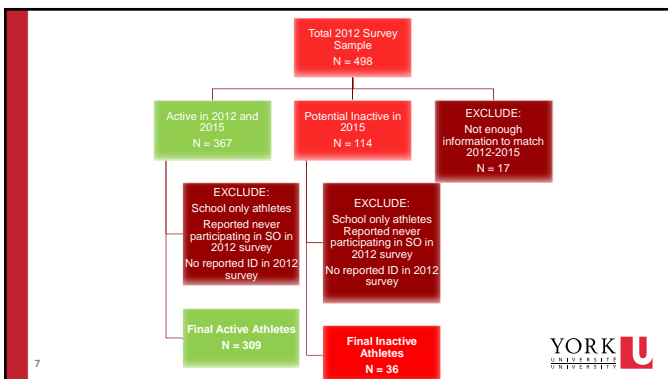 Total 2012 Survey
Sample
N = 498
Active in 2012 and
2015
N = 367
Potential Inactive in
2015
N = 114
EXCLUDE:
Not enough
information to match
2012-2015
N = 17
EXCLUDE:
School only athletes
Reported never
participating in SO in
2012 survey
No reported ID in 2012
survey
EXCLUDE:
School only athletes
Reported never
participating in SO in
2012 survey
No reported ID in 2012
survey
Final Active Athletes
N = 309
Final Inactive
Athletes
N = 36
7
YORK U
UNIVERSITÉ
UNIVERSITY